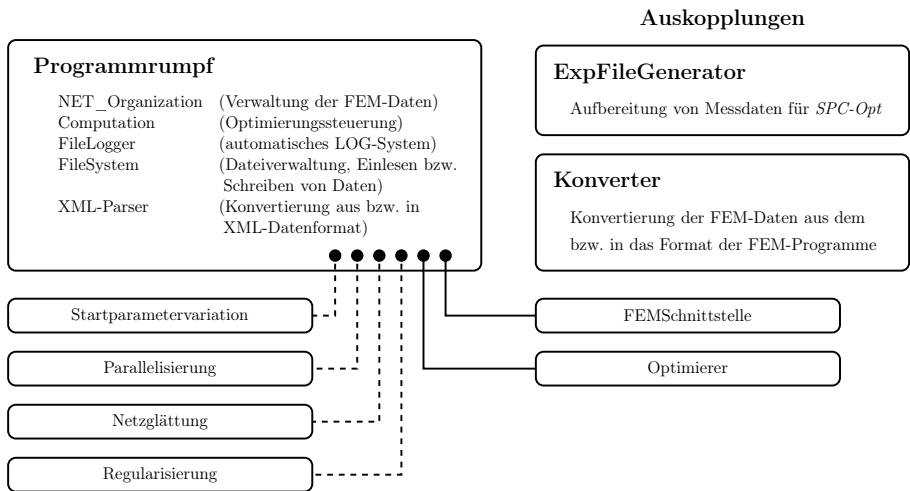 Auskopplungen
Programmrumpf
NET_Organization (Verwaltung der FEM-Daten)
Computation (Optimierungssteuerung)
FileLogger (automatisches LOG-System)
FileSystem (Dateiverwaltung, Einlesen bzw.
Schreiben von Daten)
XML-Parser (Konvertierung aus bzw. in
XML-Datenformat)
ExpFileGenerator
Aufbereitung von Messdaten für SPC-Opt
Konverter
Konvertierung der FEM-Daten aus dem
bzw. in das Format der FEM-Programme
Startparametervariation
Parallelisierung
Netzglättung
Regularisierung
FEMSchnittstelle
Optimierer